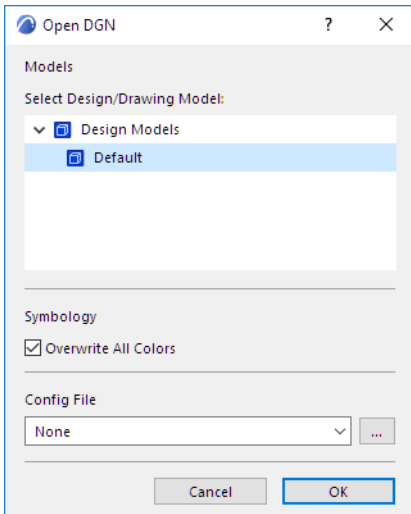 Open DGN
Models
Select Design/Drawing Model:
Design Models
Default
Symbology
Overwrite All Colors
Config File
None
...
Cancel
OK